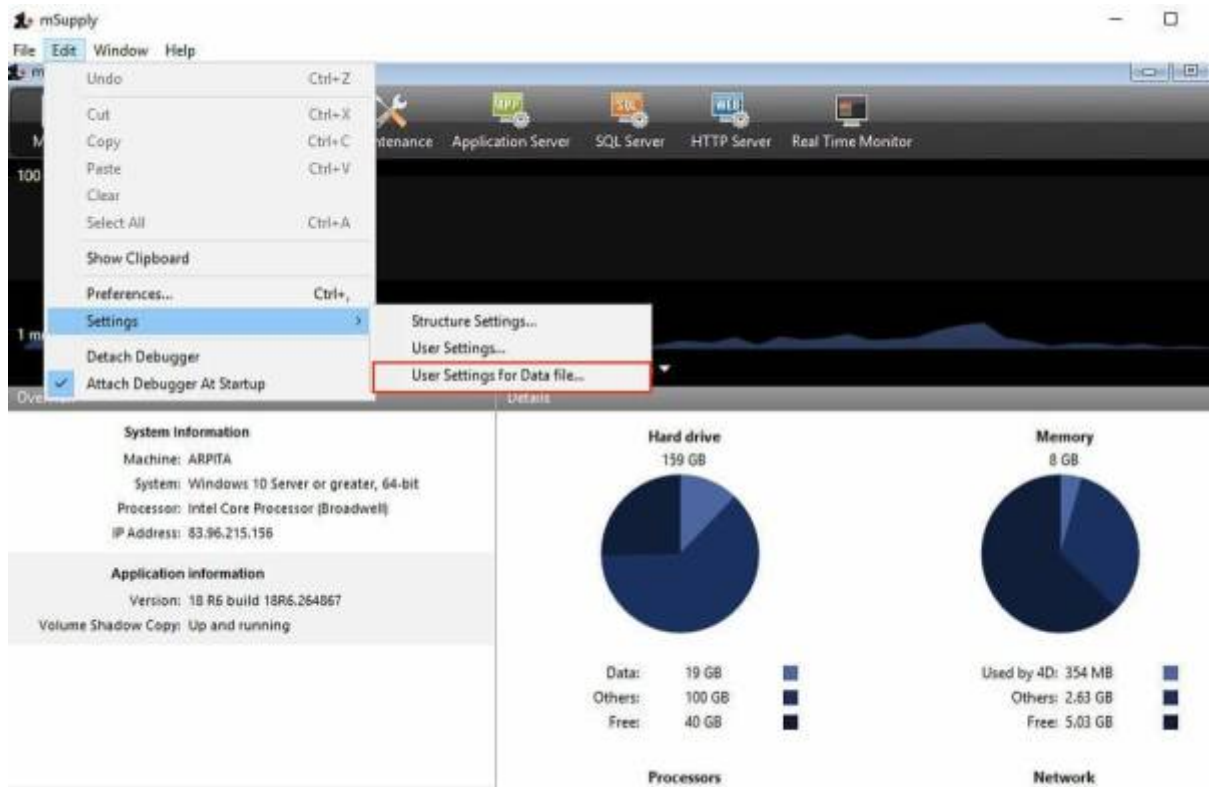 mSupply
File Edit Window Help
Undo Ctrl+Z
Cut Ctrl+X
Copy Ctrl+C
Paste Ctrl+V
Clear
Select All Ctrl+A
Show Clipboard
Preferences... Ctrl+,
Settings
Detach Debugger
Attach Debugger At Startup
Structure Settings...
User Settings...
User Settings for Data file...
Application Server SQL Server HTTP Server Real Time Monitor
100
Details
System Information
Machine: ARPITA
System: Windows 10 Server or greater, 64-bit
Processor: Intel Core Processor (Broadwell)
IP Address: 83.96.215.156
Application information
Version: 18 R6 build 18R6.264867
Volume Shadow Copy: Up and running
Hard drive
159 GB
Data: 19 GB
Others: 100 GB
Free: 40 GB
Memory
8 GB
Used by 4D: 354 MB
Others: 2.63 GB
Free: 5.03 GB
Processors
Network